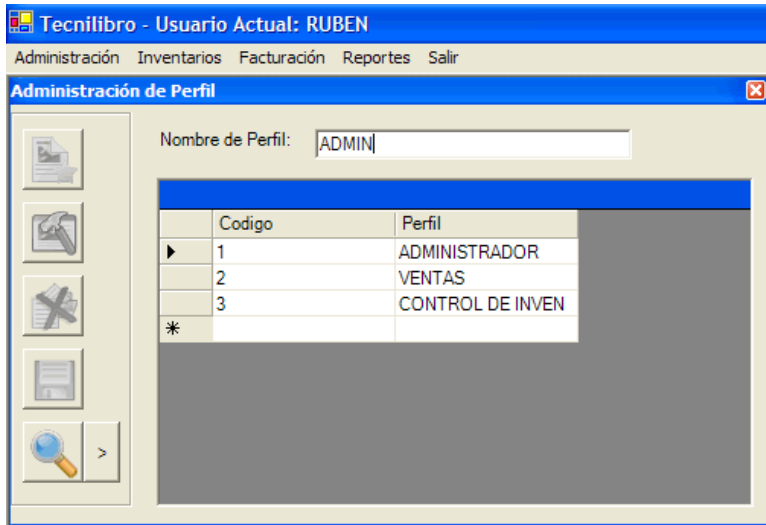 Tecnilibro - Usuario Actual: RUBEN
Administración Inventarios Facturación Reportes Salir
Administración de Perfil
Nombre de Perfil: ADMIN
Codigo Perfil
1 ADMINISTRADOR
2 VENTAS
3 CONTROL DE INVEN
>